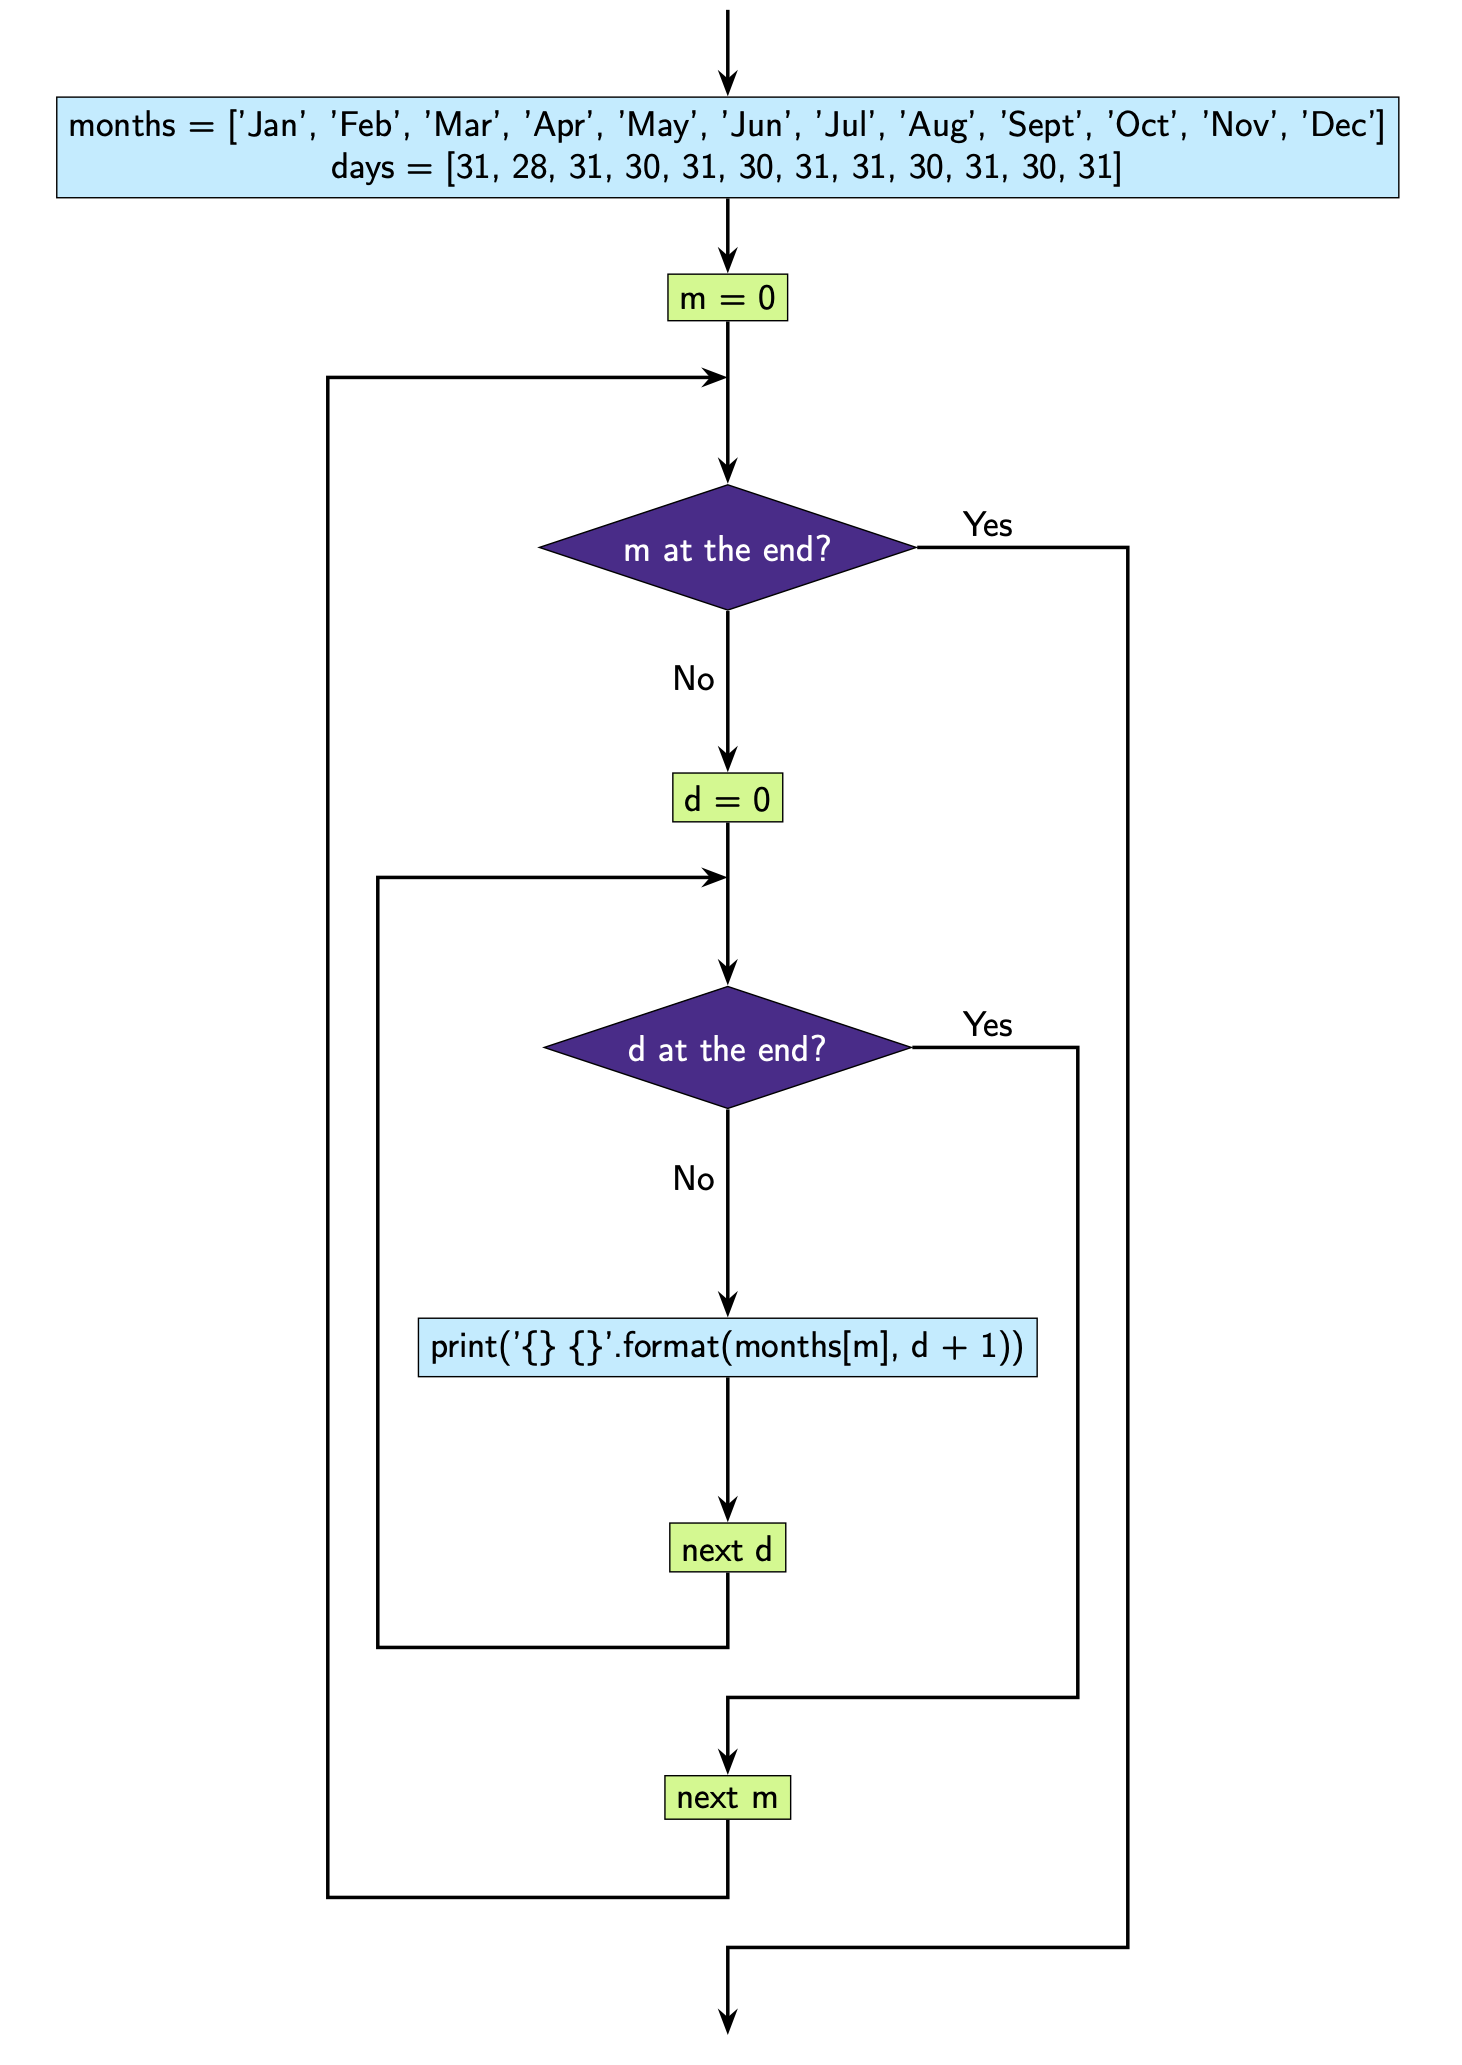 months = ['Jan', 'Feb', 'Mar', 'Apr', 'May', 'Jun', 'Jul', 'Aug', 'Sept', 'Oct', 'Nov', 'Dec']
days = [31, 28, 31, 30, 31, 30, 31, 31, 30, 31, 30, 31]
m = 0
m at the end?
Yes
No
d = 0
d at the end?
Yes
No
print('{} {}'.format(months[m], d + 1))
next d
next m